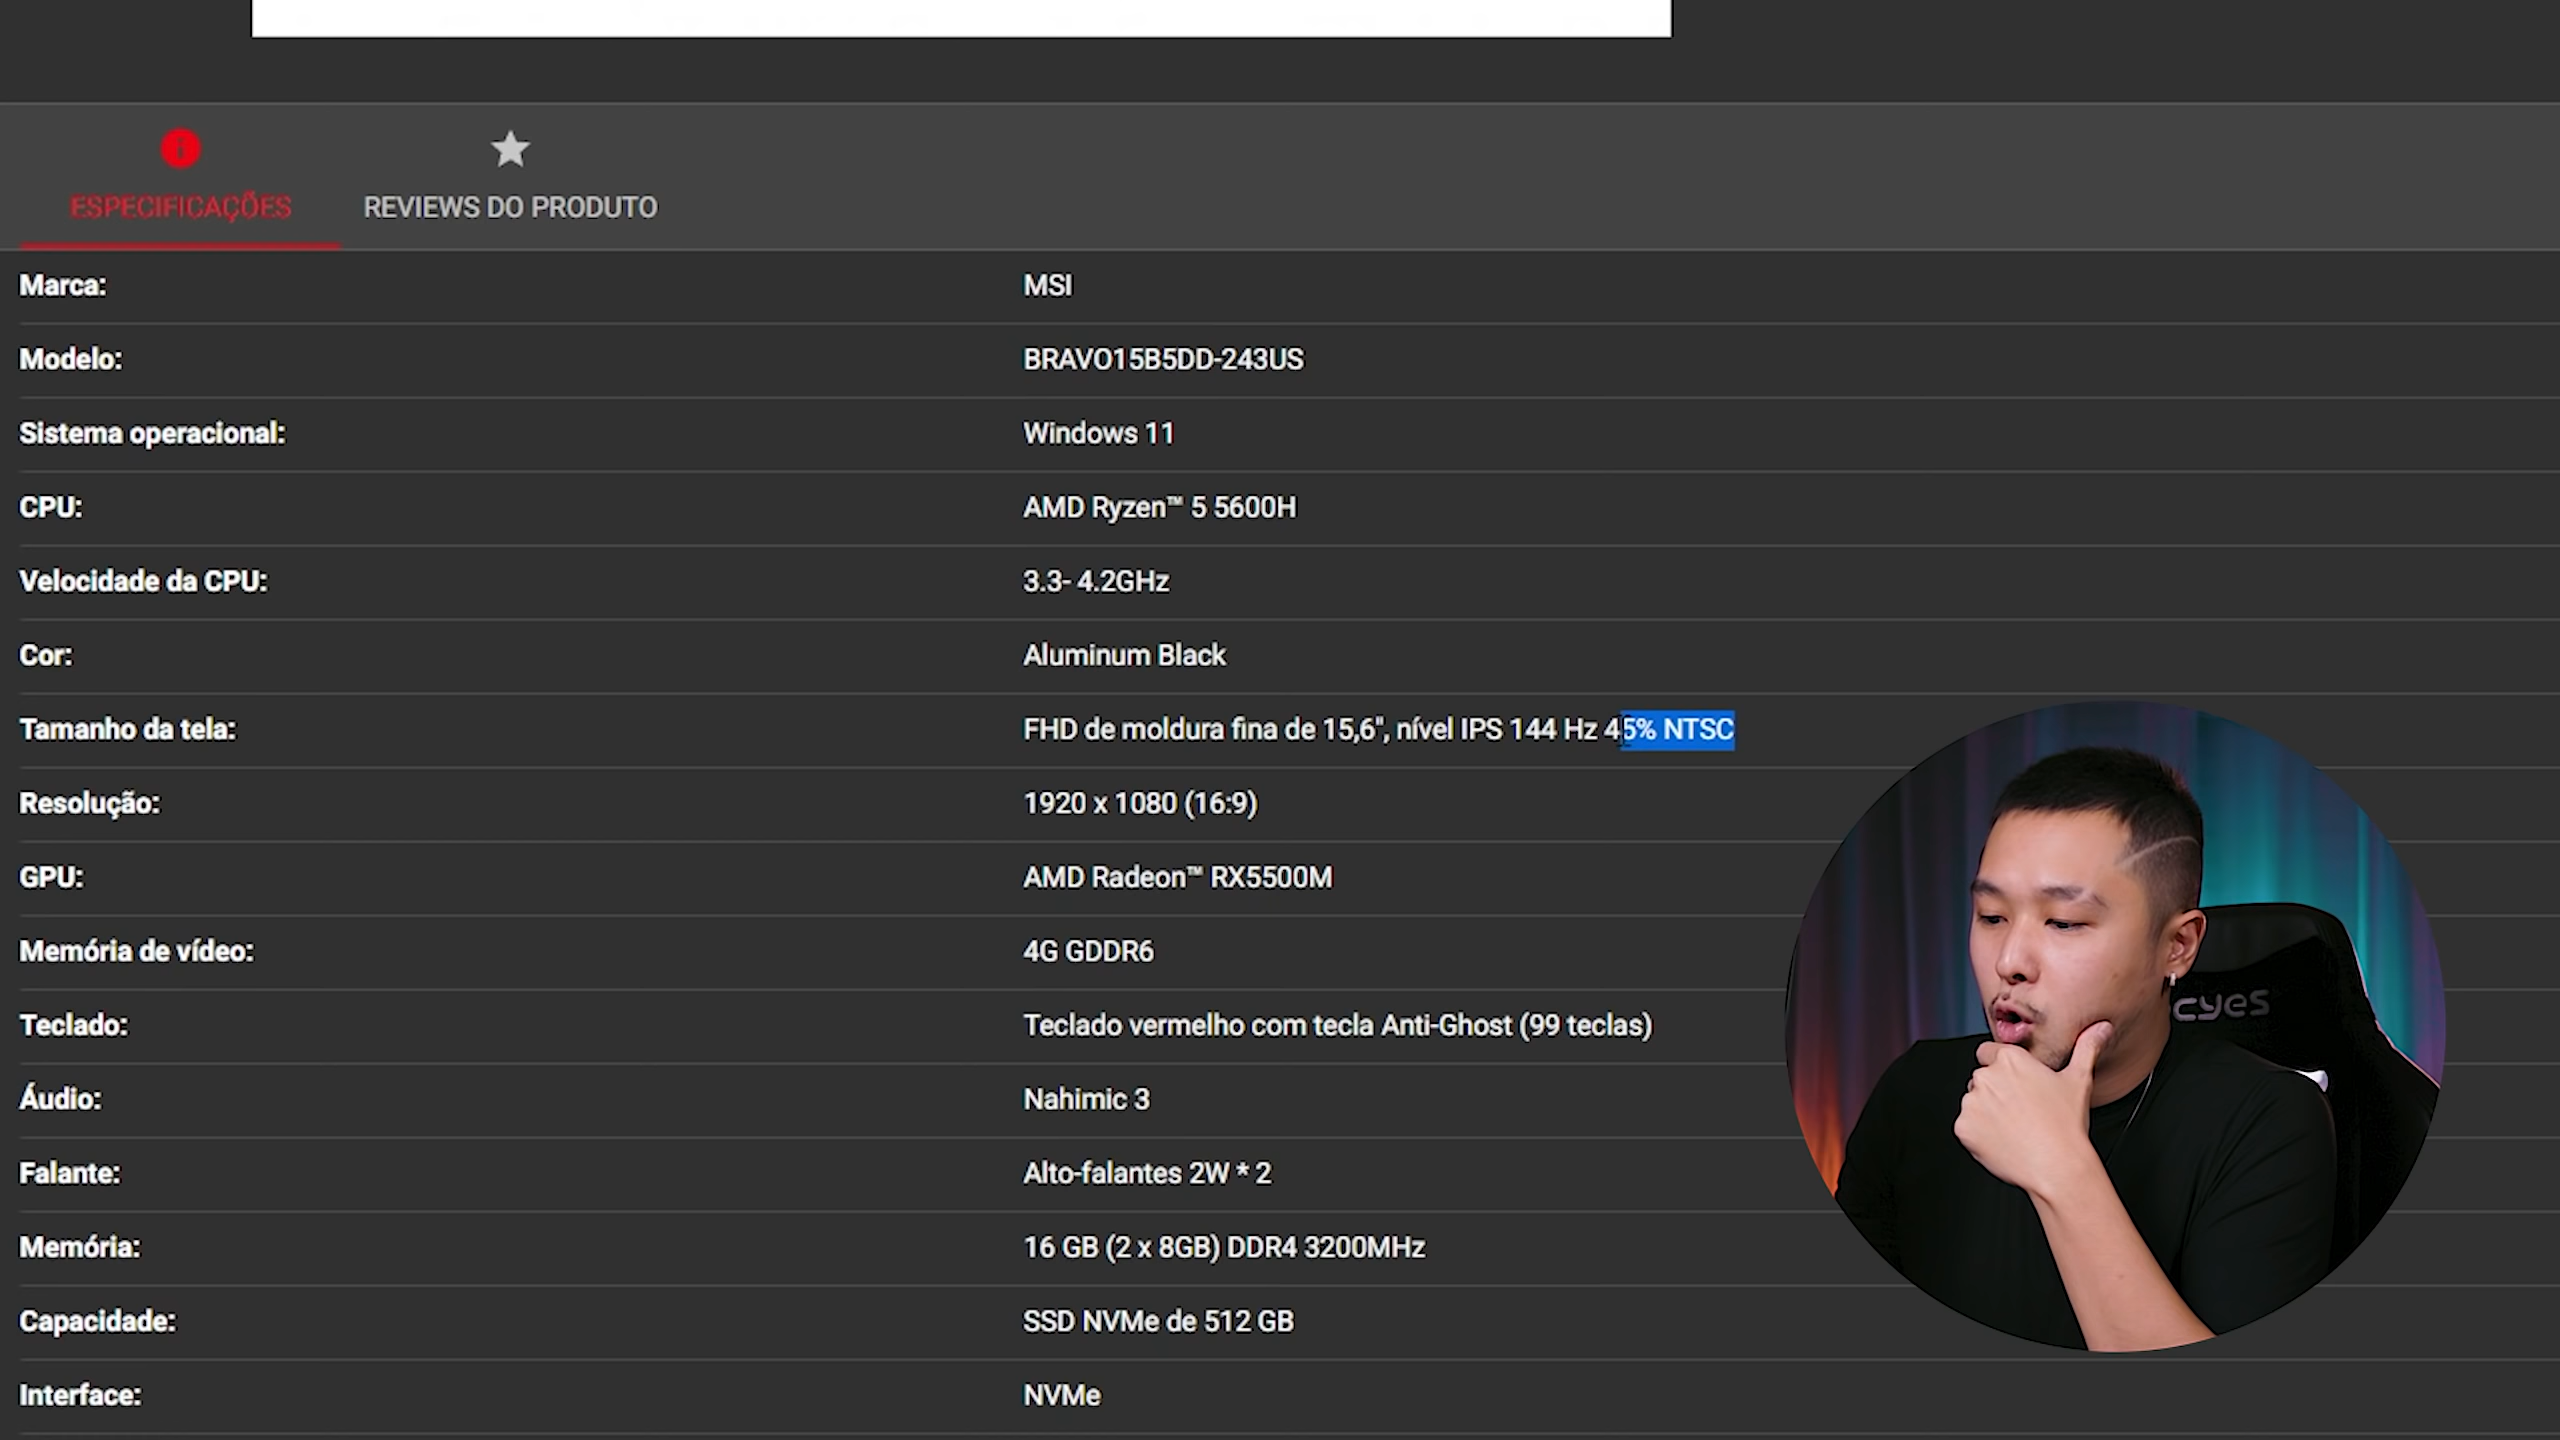 ESPECIFICAÇÕES
REVIEWS DO PRODUTO
Marca: MSI
Modelo: BRAVO15B5DD-243US
Sistema operacional: Windows 11
CPU: AMD Ryzen™ 5 5600H
Velocidade da CPU: 3.3- 4.2GHz
Cor: Aluminum Black
Tamanho da tela: FHD de moldura fina de 15,6", nível IPS 144 Hz 45% NTSC
Resolução: 1920 x 1080 (16:9)
GPU: AMD Radeon™ RX5500M
Memória de vídeo: 4G GDDR6
Teclado: Teclado vermelho com tecla Anti-Ghost (99 teclas)
Áudio: Nahimic 3
Falante: Alto-falantes 2W * 2
Memória: 16 GB (2 x 8GB) DDR4 3200MHz
Capacidade: SSD NVMe de 512 GB
Interface: NVMe
cyes